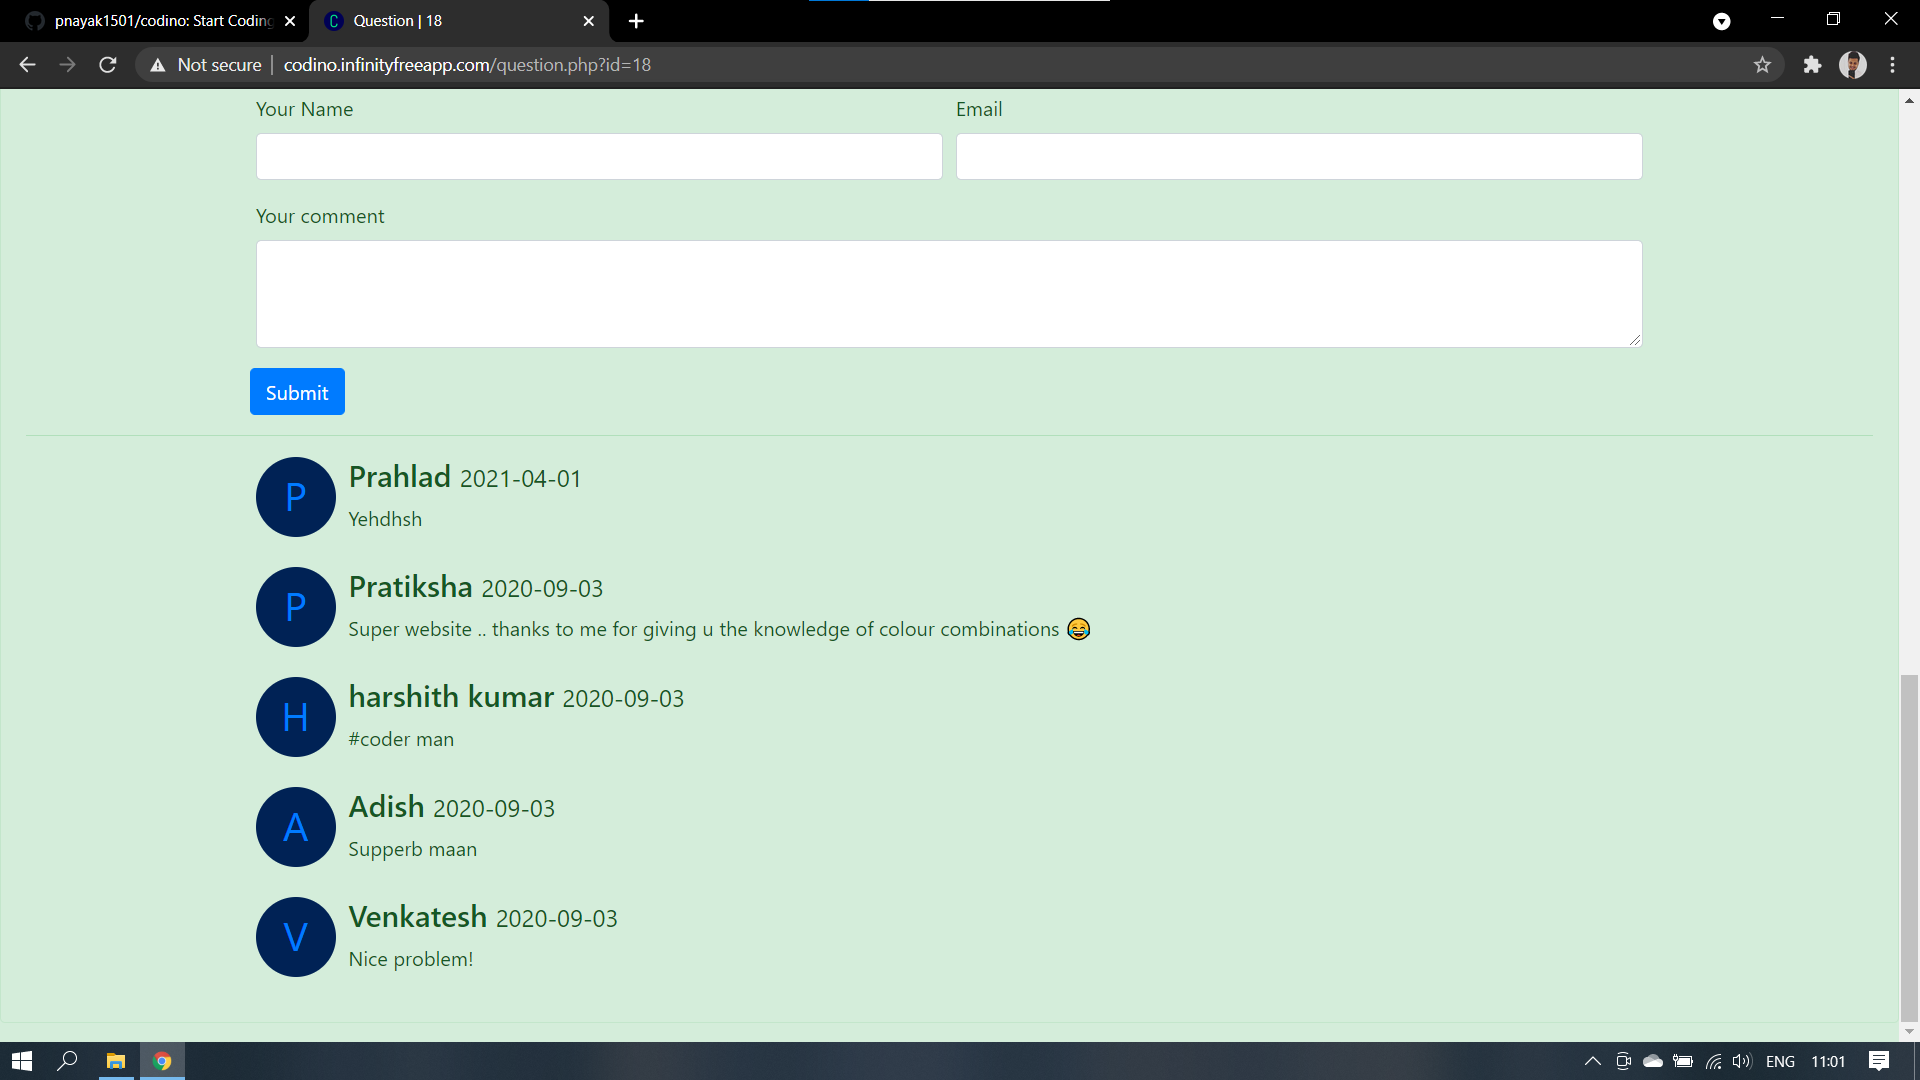 pnayak1501/codino: Start Coding
C Question | 18
Not secure codino.infinityfreeapp.com/question.php?id=18
Your Name Email
Your comment
Submit
P Prahlad 2021-04-01
Yehdhsh
P Pratiksha 2020-09-03
Super website .. thanks to me for giving u the knowledge of colour combinations 😂
H harshith kumar 2020-09-03
#coder man
A Adish 2020-09-03
Supperb maan
V Venkatesh 2020-09-03
Nice problem!
ENG 11:01